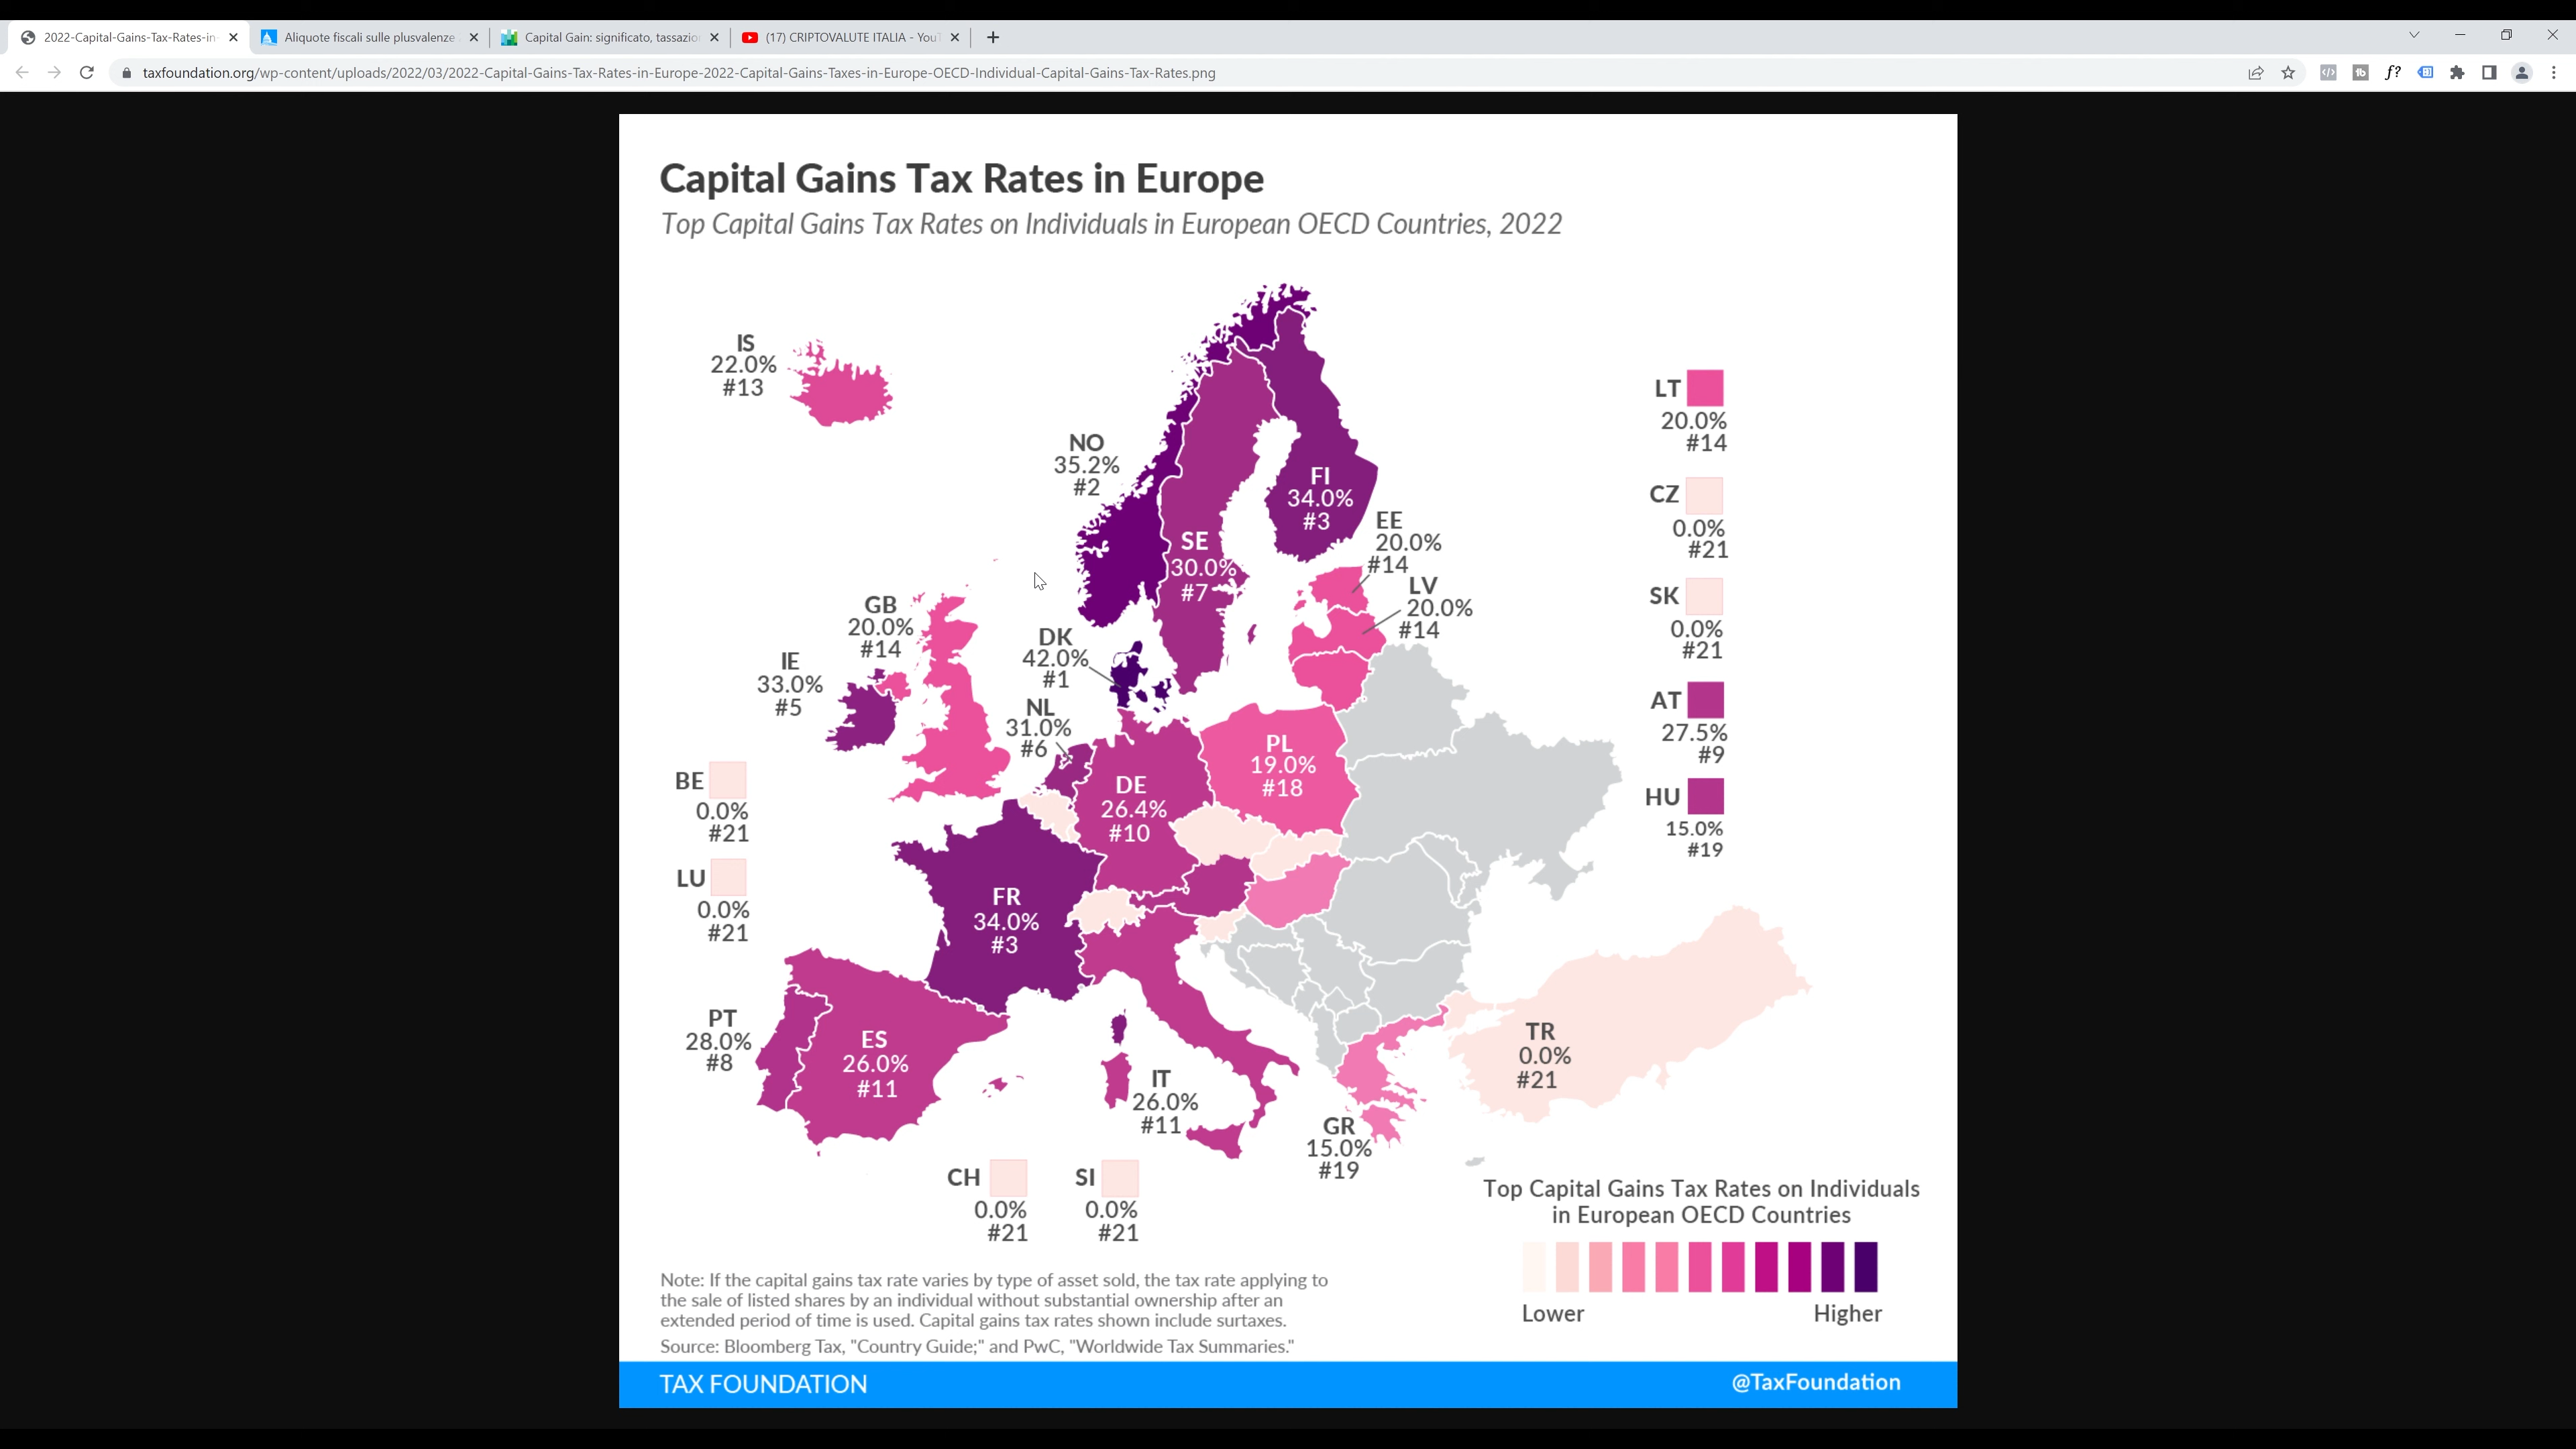 2022-Capital-Gains-Tax-Rates-in-
Aliquote fiscali sulle plusvalenze
Capital Gain: significato, tassazio
(17) CRIPTOVALUTE ITALIA - YouT
taxfoundation.org/wp-content/uploads/2022/03/2022-Capital-Gains-Tax-Rates-in-Europe-2022-Capital-Gains-Taxes-in-Europe-OECD-Individual-Capital-Gains-Tax-Rates.png
f?
Capital Gains Tax Rates in Europe
Top Capital Gains Tax Rates on Individuals in European OECD Countries, 2022
IS
22.0%
#13
NO
35.2%
#2
FI
34.0%
#3
SE
30.0%
#7
EE
20.0%
#14
LV
20.0%
#14
LT
20.0%
#14
CZ
0.0%
#21
SK
0.0%
#21
AT
27.5%
#9
HU
15.0%
#19
GB
20.0%
#14
IE
33.0%
#5
DK
42.0%
#1
NL
31.0%
#6
BE
0.0%
#21
LU
0.0%
#21
DE
26.4%
#10
PL
19.0%
#18
FR
34.0%
#3
PT
28.0%
#8
ES
26.0%
#11
IT
26.0%
#11
GR
15.0%
#19
TR
0.0%
#21
CH
0.0%
#21
SI
0.0%
#21
Top Capital Gains Tax Rates on Individuals
in European OECD Countries
Lower
Higher
Note: If the capital gains tax rate varies by type of asset sold, the tax rate applying to
the sale of listed shares by an individual without substantial ownership after an
extended period of time is used. Capital gains tax rates shown include surtaxes.
Source: Bloomberg Tax, "Country Guide;" and PwC, "Worldwide Tax Summaries."
TAX FOUNDATION
@TaxFoundation